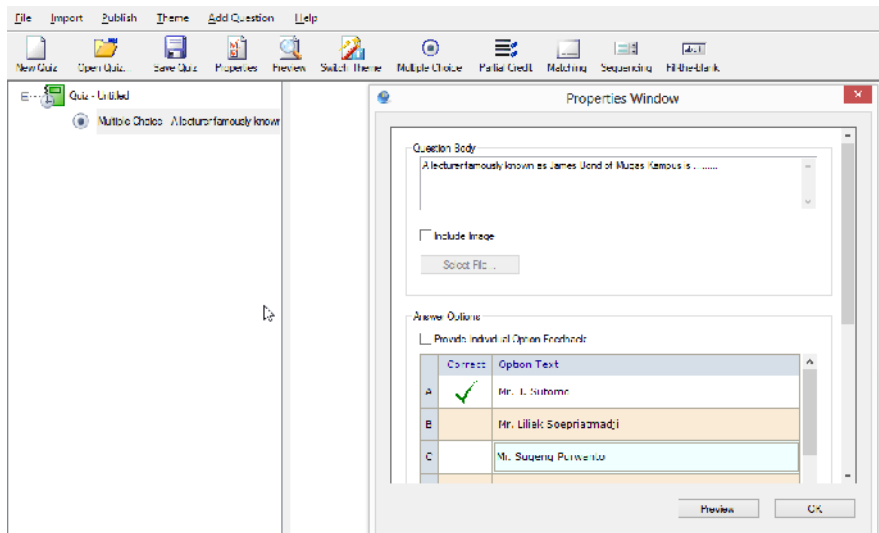 File Import Publish Theme Add Question Help
New Quiz Open Quiz... Save Quiz Properties Preview Switch Theme Multiple Choice Partial Credit Matching Sequencing Fill-the-blank
Quiz - Untitled
Multiple Choice - A lecturer famously known
Properties Window
Question Body
A lecturer famously known as James Bond of Mugas Kampus is ........
Include Image
Select File ...
Answer Options
Provide Individual Option Feedback
Correct Option Text
A Mr. T. Sutomo
B Mr. Liliek Soepriatmadji
C Mr. Sugeng Purwanto
Preview OK